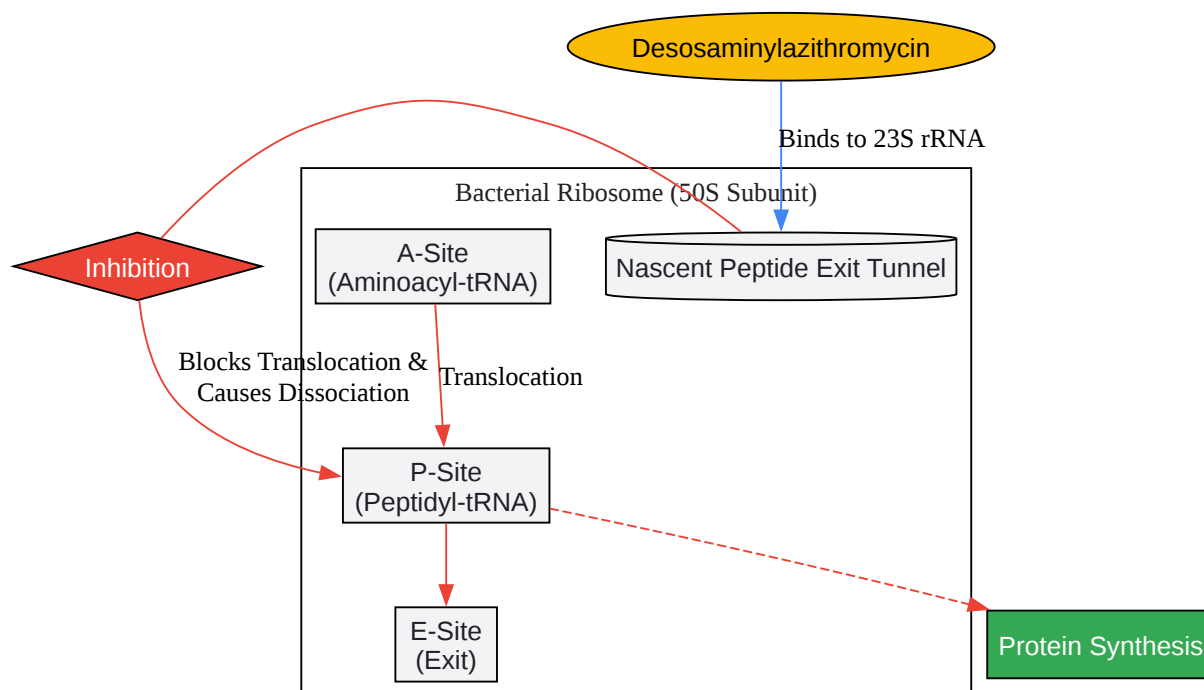 Desosaminylazithromycin
Binds to 23S rRNA
Bacterial Ribosome (50S Subunit)
Inhibition
A-Site
(Aminoacyl-tRNA)
Nascent Peptide Exit Tunnel
Blocks Translocation &
Causes Dissociation
Translocation
P-Site
(Peptidyl-tRNA)
E-Site
(Exit)
Protein Synthesis